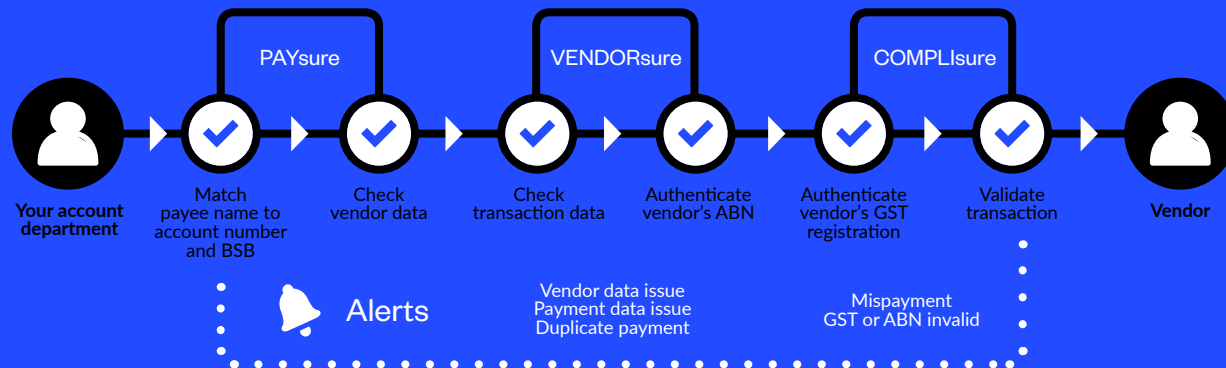 PAYsure
VENDORsure
COMPLIsure
Your account
department
Match
payee name to
account number
and BSB
Check
vendor data
Check
transaction data
Authenticate
vendor's ABN
Authenticate
vendor's GST
registration
Validate
transaction
Vendor
Alerts
Vendor data issue
Payment data issue
Duplicate payment
Mispayment
GST or ABN invalid